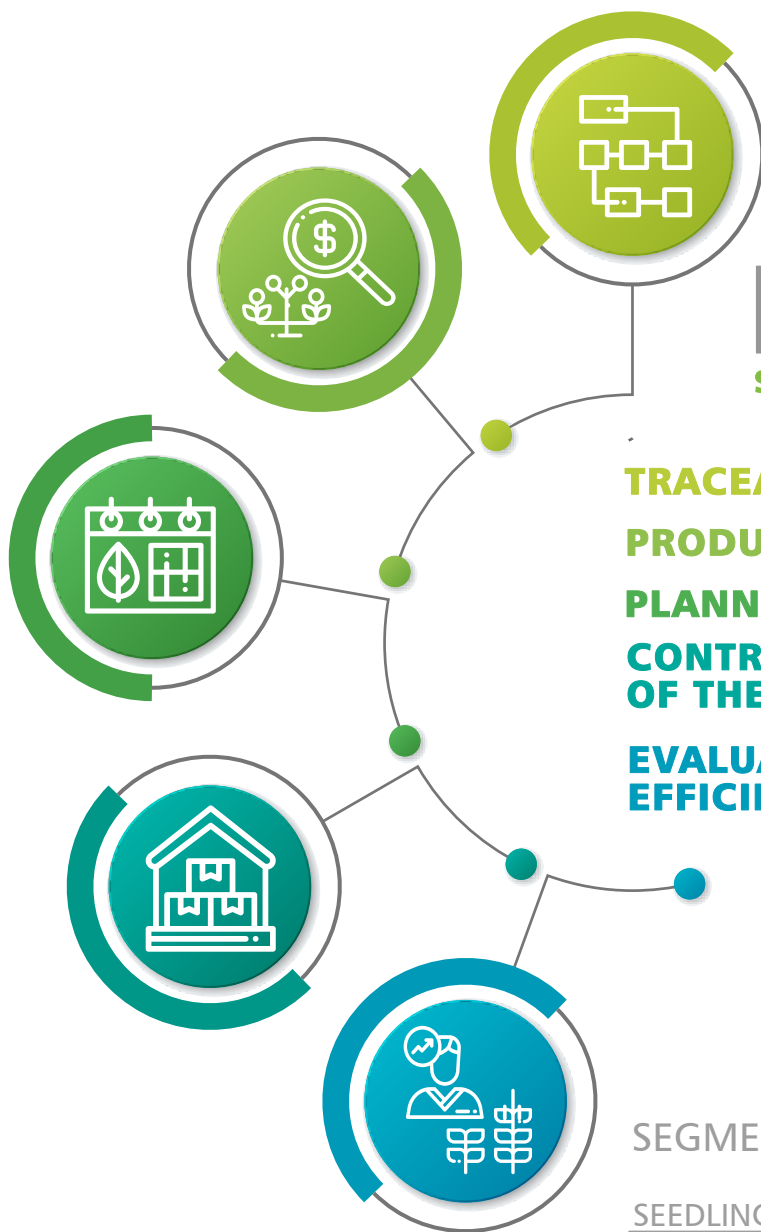 $
TRACEA
PRODU
PLANN
CONTR
OF THE
EVALUA
EFFICI
SEGME
SEEDLING